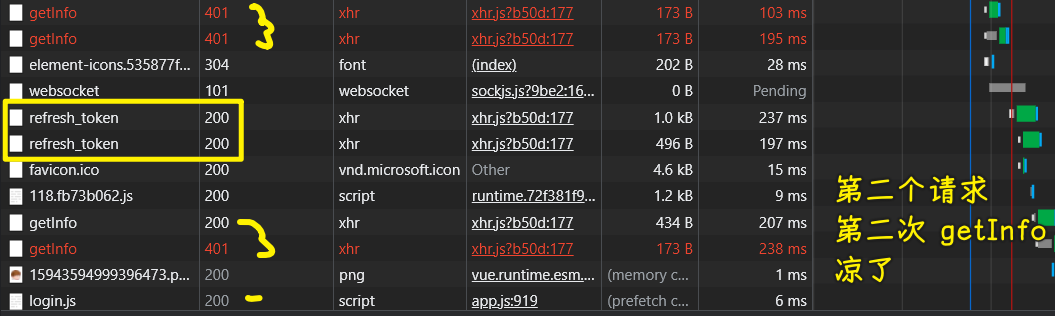 getInfo 401 xhr xhr.js?b50d:177 173 B 103 ms
getInfo 401 xhr xhr.js?b50d:177 173 B 195 ms
element-icons.535877f... 304 font (index) 202 B 28 ms
websocket 101 websocket sockjs.js?9be2:16... 0 B Pending
refresh_token 200 xhr xhr.js?b50d:177 1.0 kB 237 ms
refresh_token 200 xhr xhr.js?b50d:177 496 B 197 ms
favicon.ico 200 vnd.microsoft.icon Other 4.6 kB 15 ms
118.fb73b062.js 200 script runtime.72f381f9... 1.2 kB 9 ms
getInfo 200 xhr xhr.js?b50d:177 434 B 207 ms
getInfo 401 xhr xhr.js?b50d:177 173 B 238 ms
15943594999396473.p... 200 png vue.runtime.esm... (memory c... 1 ms
login.js 200 script app.js:919 (prefetch c... 6 ms
第二个请求
第二次 getInfo
凉了